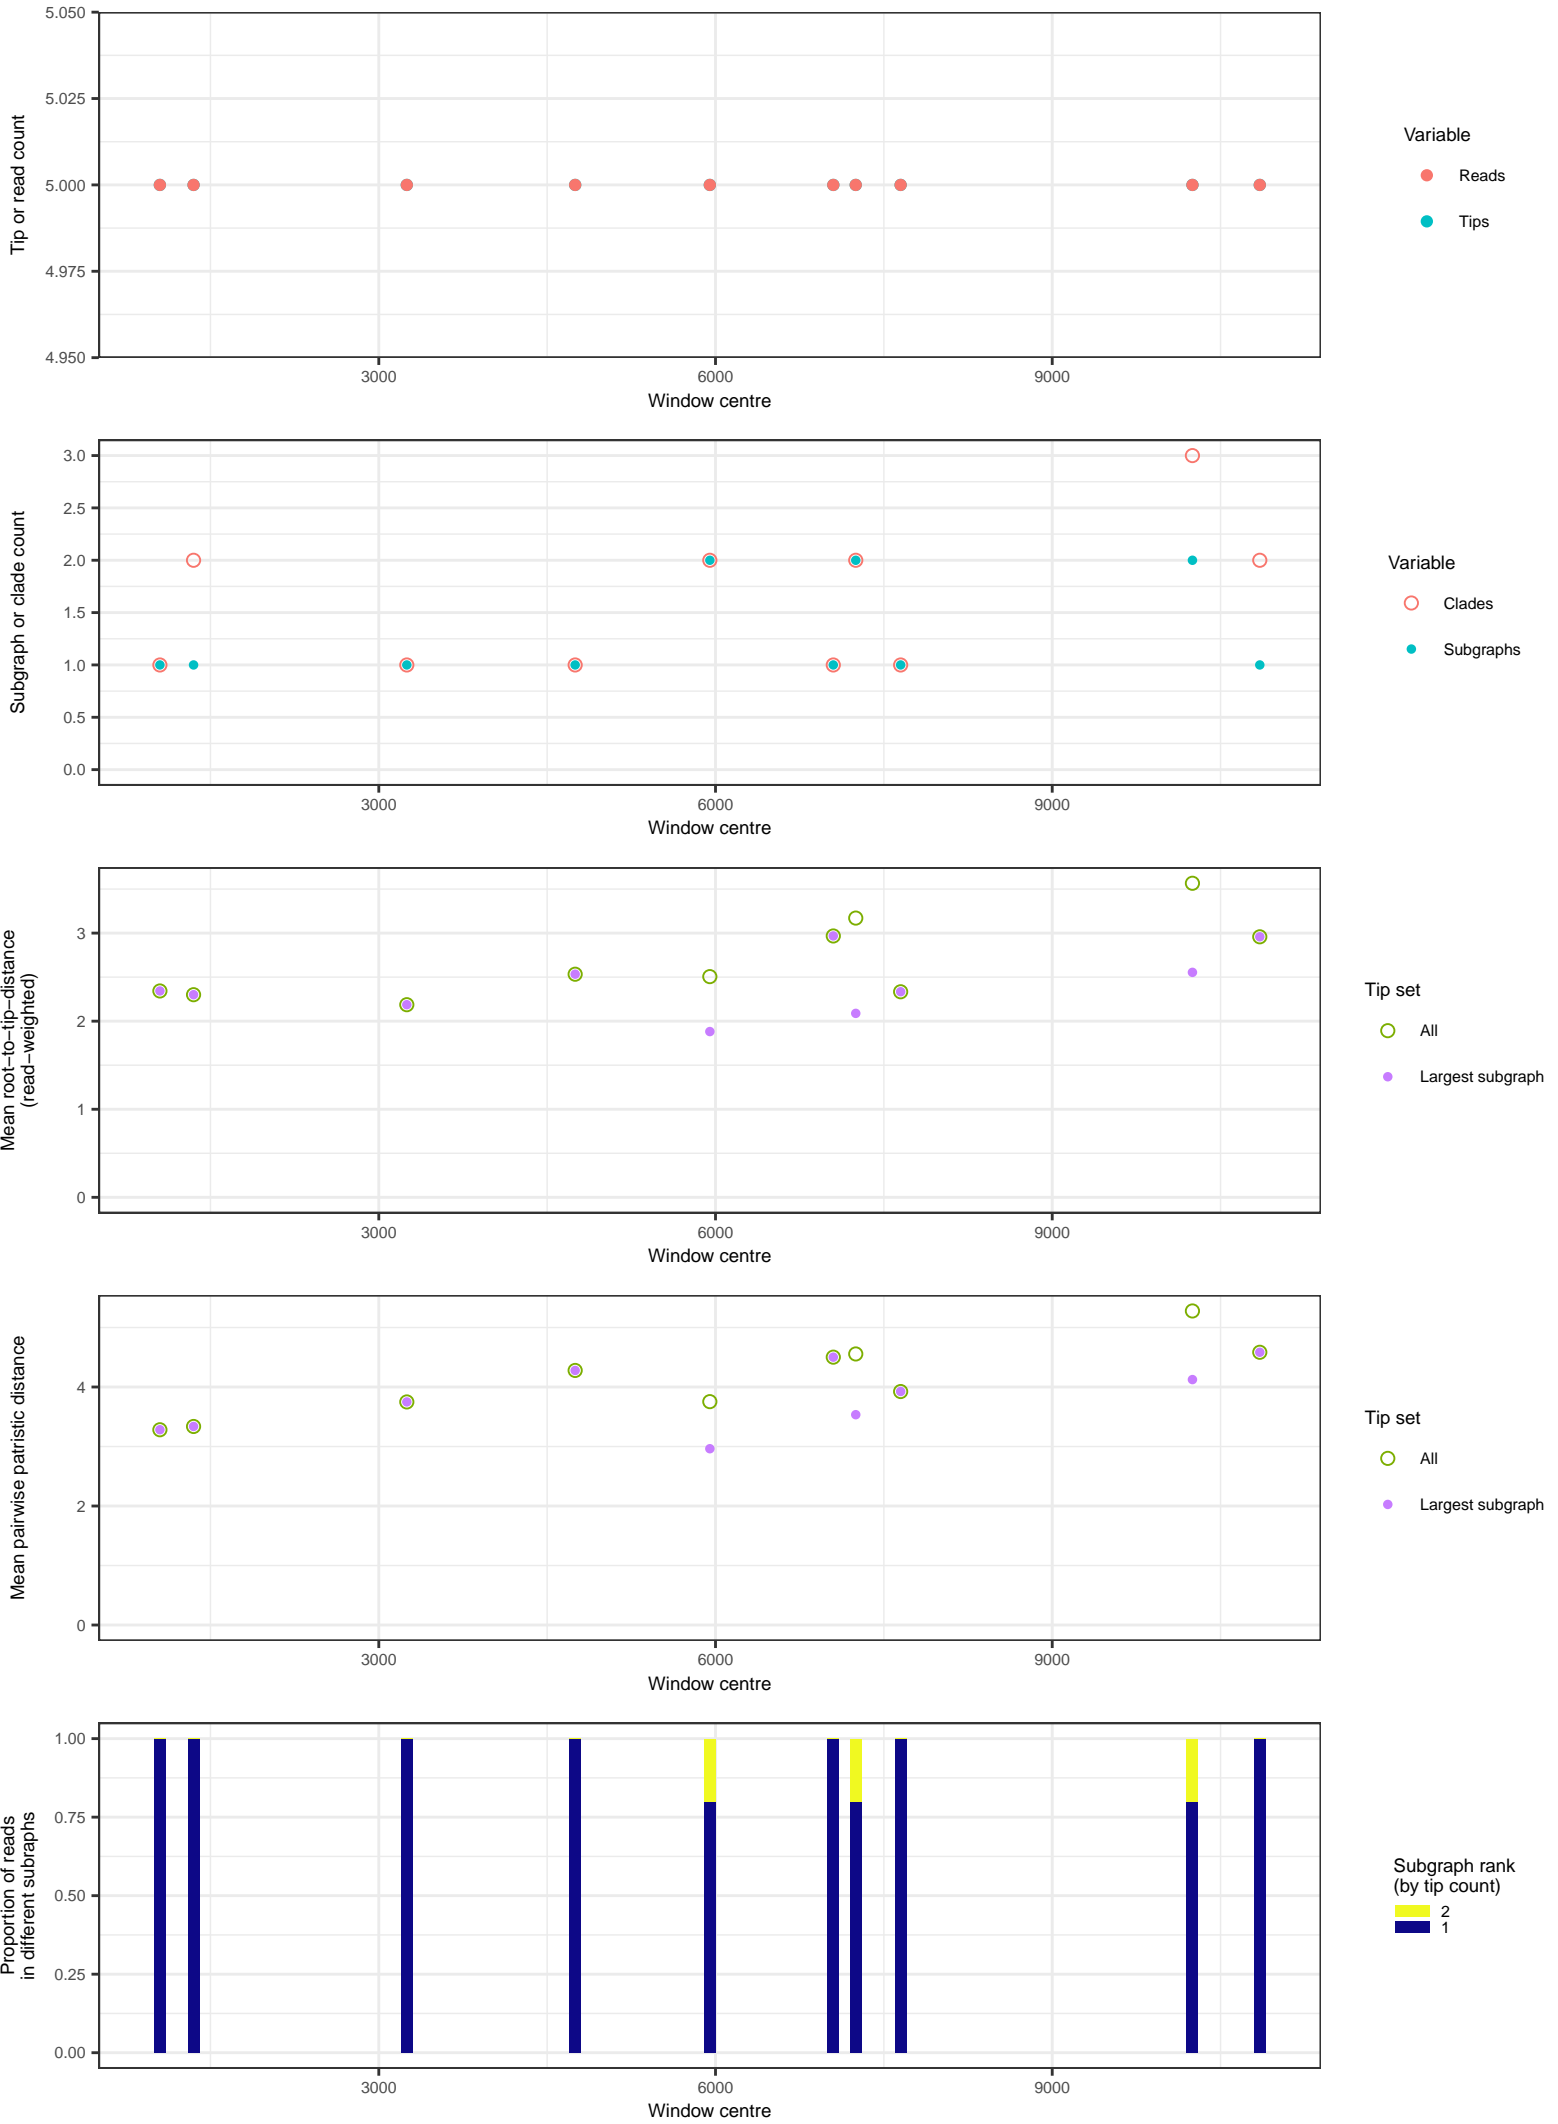 5.050
5.025
5.000
4.975
4.950
Tip or read count
3000 6000 9000
Window centre
Variable
Reads
Tips
3.0
2.5
2.0
1.5
1.0
0.5
0.0
Subgraph or clade count
3000 6000 9000
Window centre
Variable
Clades
Subgraphs
3
2
1
0
Mean root−to−tip−distance
(read−weighted)
3000 6000 9000
Window centre
Tip set
All
Largest subgraph
4
2
0
Mean pairwise patristic distance
3000 6000 9000
Window centre
Tip set
All
Largest subgraph
1.00
0.75
0.50
0.25
0.00
Proportion of reads
in different subraphs
3000 6000 9000
Window centre
Subgraph rank
(by tip count)
2
1